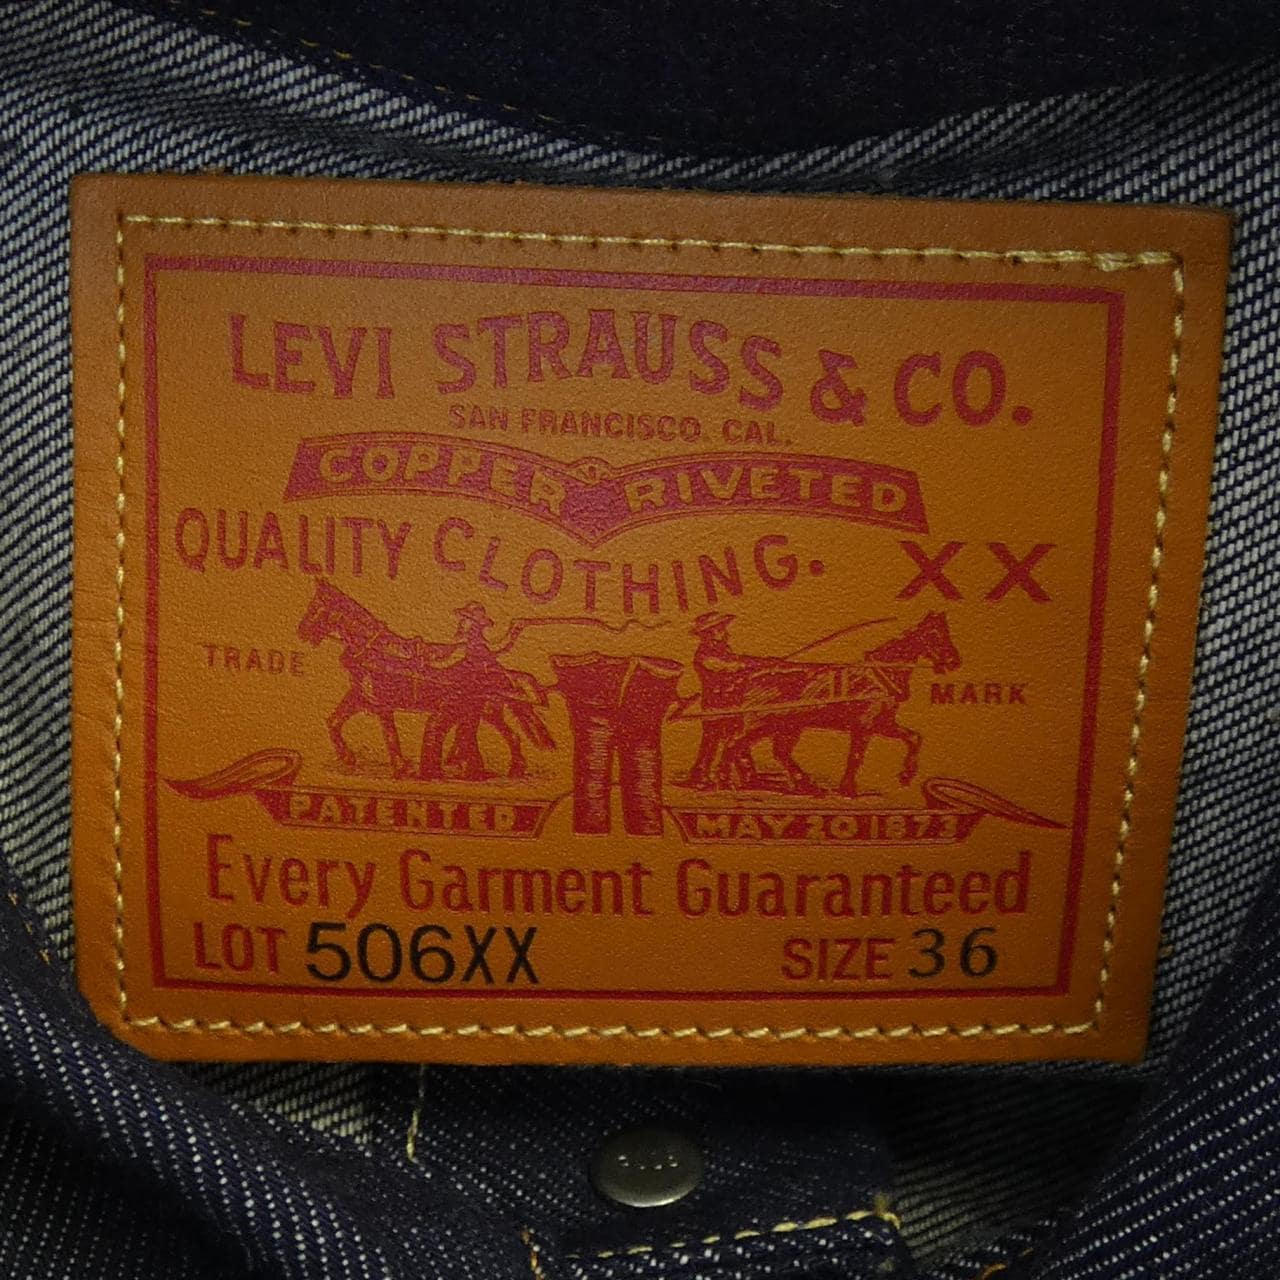 LEVI STRAUSS & CO.
SAN FRANCISCO. CAL.
COPPER RIVETED
QUALITY CLOTHING. XX
TRADE MARK
PATENTED MAY 20 1873
Every Garment Guaranteed
LOT 506XX SIZE 36